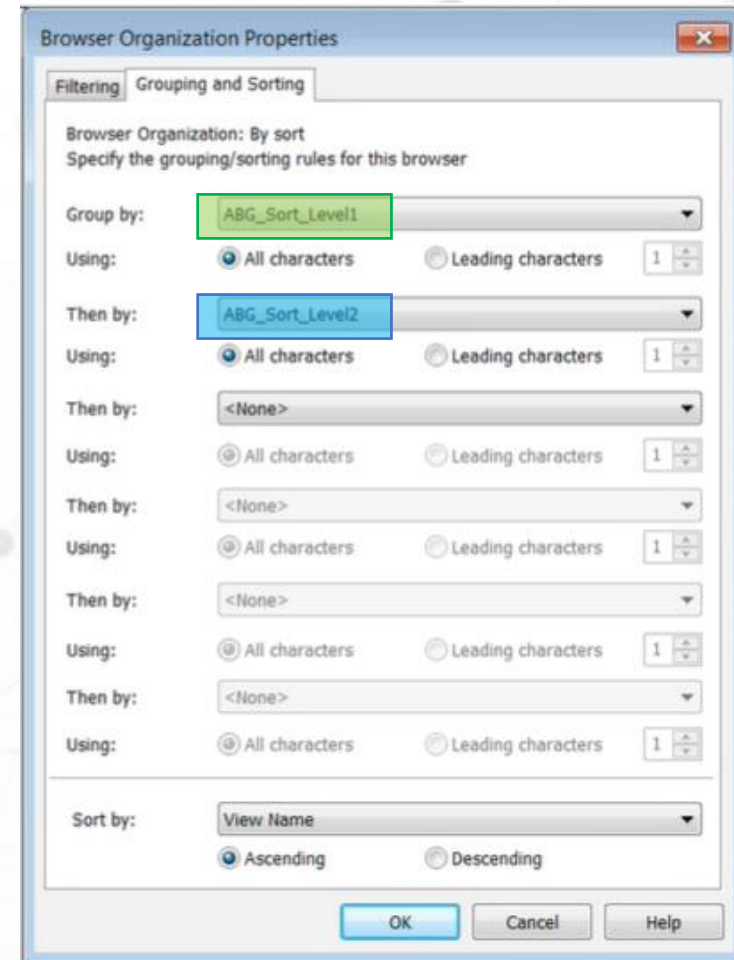 Browser Organization Properties
Filtering Grouping and Sorting
Browser Organization: By sort
Specify the grouping/sorting rules for this browser
Group by: ABG_Sort_Level1
Using: All characters Leading characters 1
Then by: ABG_Sort_Level2
Using: All characters Leading characters 1
Then by: <None>
Using: All characters Leading characters 1
Then by: <None>
Using: All characters Leading characters 1
Then by: <None>
Using: All characters Leading characters 1
Then by: <None>
Using: All characters Leading characters 1
Sort by: View Name
Ascending Descending
OK Cancel Help